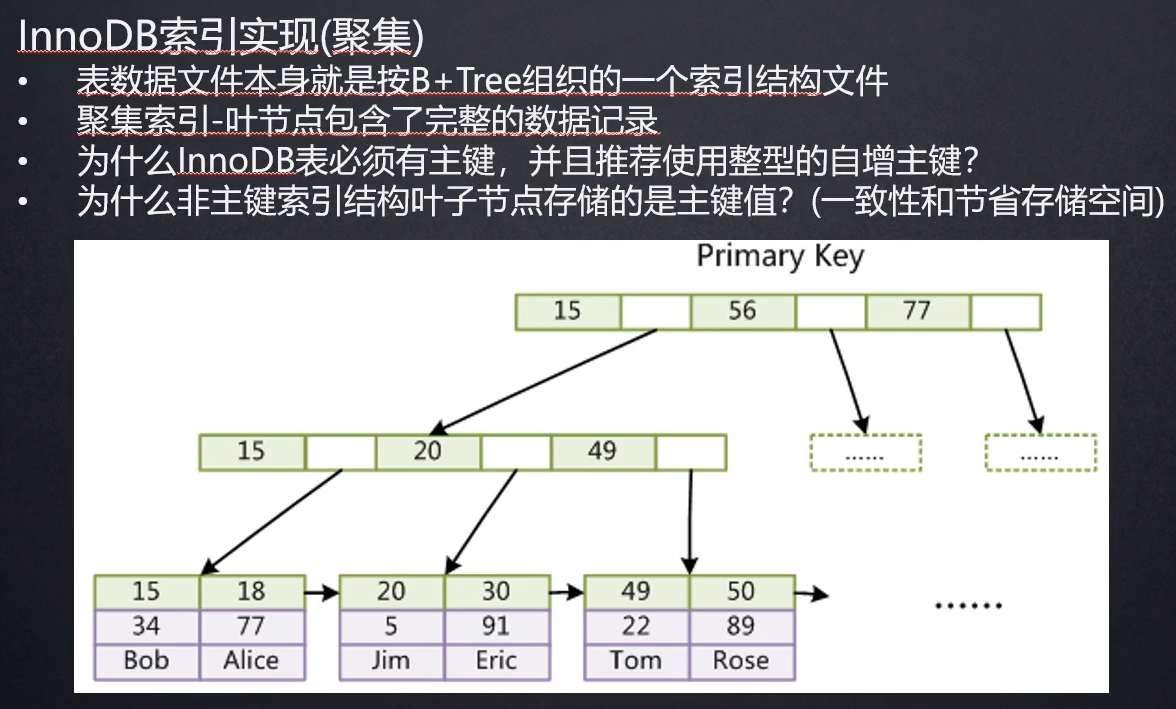 InnoDB索引实现(聚集)
• 表数据文件本身就是按B+Tree组织的一个索引结构文件
• 聚集索引-叶节点包含了完整的数据记录
• 为什么InnoDB表必须有主键，并且推荐使用整型的自增主键？
• 为什么非主键索引结构叶子节点存储的是主键值？(一致性和节省存储空间)
Primary Key
15 56 77
15 20 49
...... ......
15 18 20 30 49 50
34 77 5 91 22 89
Bob Alice Jim Eric Tom Rose
......